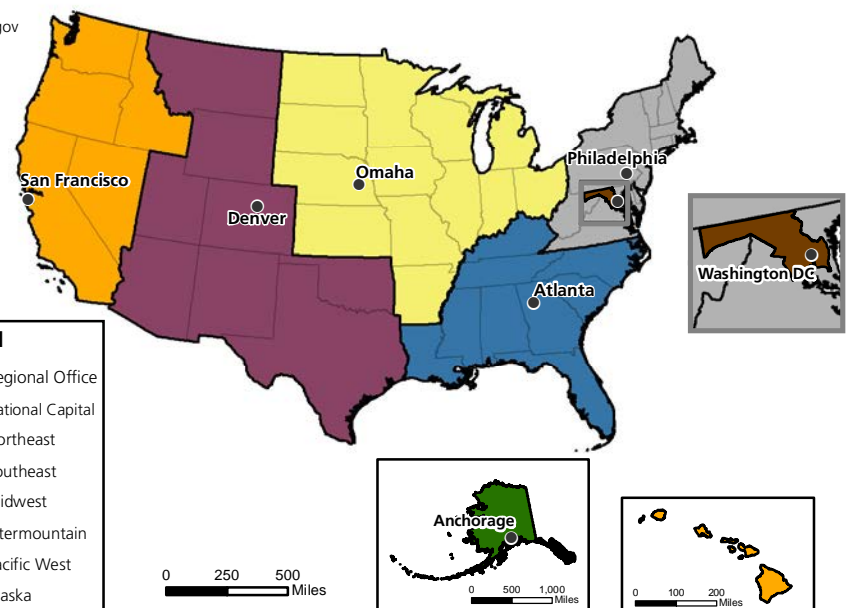 gov
San Francisco
Denver
Omaha
Philadelphia
Atlanta
Washington DC
egional Office
ational Capital
ortheast
outheast
idwest
termountain
acific West
aska
0 250 500
Miles
Anchorage
0 500 1,000
Miles
0 100 200
Miles